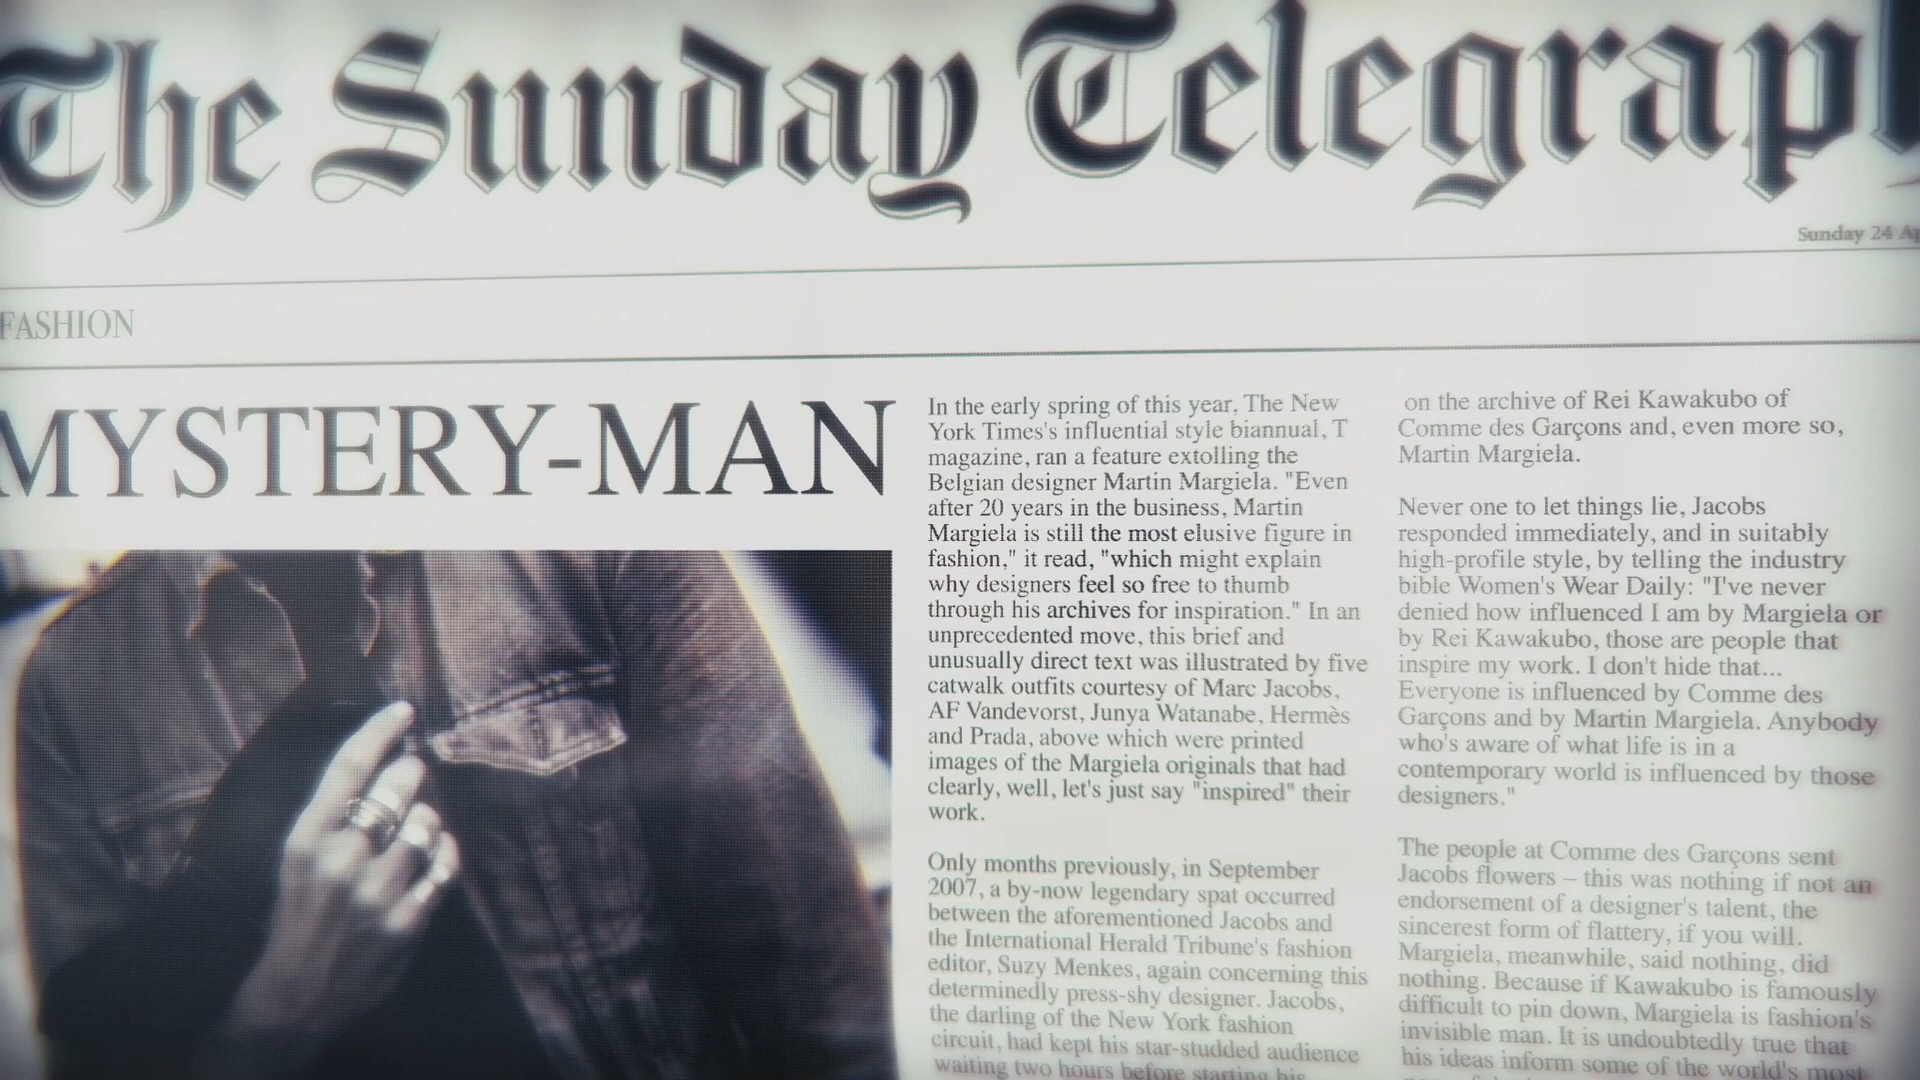 The Sunday Telegraph
Sunday 24 Ap
FASHION
MYSTERY-MAN
In the early spring of this year, The New
York Times's influential style biannual, T
magazine, ran a feature extolling the
Belgian designer Martin Margiela. "Even
after 20 years in the business, Martin
Margiela is still the most elusive figure in
fashion," it read, "which might explain
why designers feel so free to thumb
through his archives for inspiration." In an
unprecedented move, this brief and
unusually direct text was illustrated by five
catwalk outfits courtesy of Marc Jacobs,
AF Vandevorst, Junya Watanabe, Hermès
and Prada, above which were printed
images of the Margiela originals that had
clearly, well, let's just say "inspired" their
work.
Only months previously, in September
2007, a by-now legendary spat occurred
between the aforementioned Jacobs and
the International Herald Tribune's fashion
editor, Suzy Menkes, again concerning this
determinedly press-shy designer. Jacobs,
the darling of the New York fashion
circuit, had kept his star-studded audience
waiting two hours before starting his
on the archive of Rei Kawakubo of
Comme des Garçons and, even more so,
Martin Margiela.
Never one to let things lie, Jacobs
responded immediately, and in suitably
high-profile style, by telling the industry
bible Women's Wear Daily: "I've never
denied how influenced I am by Margiela or
by Rei Kawakubo, those are people that
inspire my work. I don't hide that...
Everyone is influenced by Comme des
Garçons and by Martin Margiela. Anybody
who's aware of what life is in a
contemporary world is influenced by those
designers."
The people at Comme des Garçons sent
Jacobs flowers – this was nothing if not an
endorsement of a designer's talent, the
sincerest form of flattery, if you will.
Margiela, meanwhile, said nothing, did
nothing. Because if Kawakubo is famously
difficult to pin down, Margiela is fashion's
invisible man. It is undoubtedly true that
his ideas inform some of the world's most